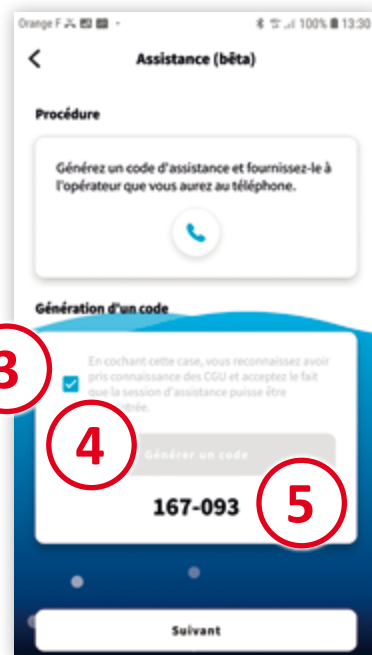 Orange F 100% 13:30
Assistance (bêta)
Procédure
Générez un code d'assistance et fournissez-le à
l'opérateur que vous aurez au téléphone.
Génération d'un code
3
En cochant cette case, vous reconnaissez avoir
pris connaissance des CGU et acceptez le fait
que la session d'assistance puisse être
4
Générer un code
167-093
5
Suivant